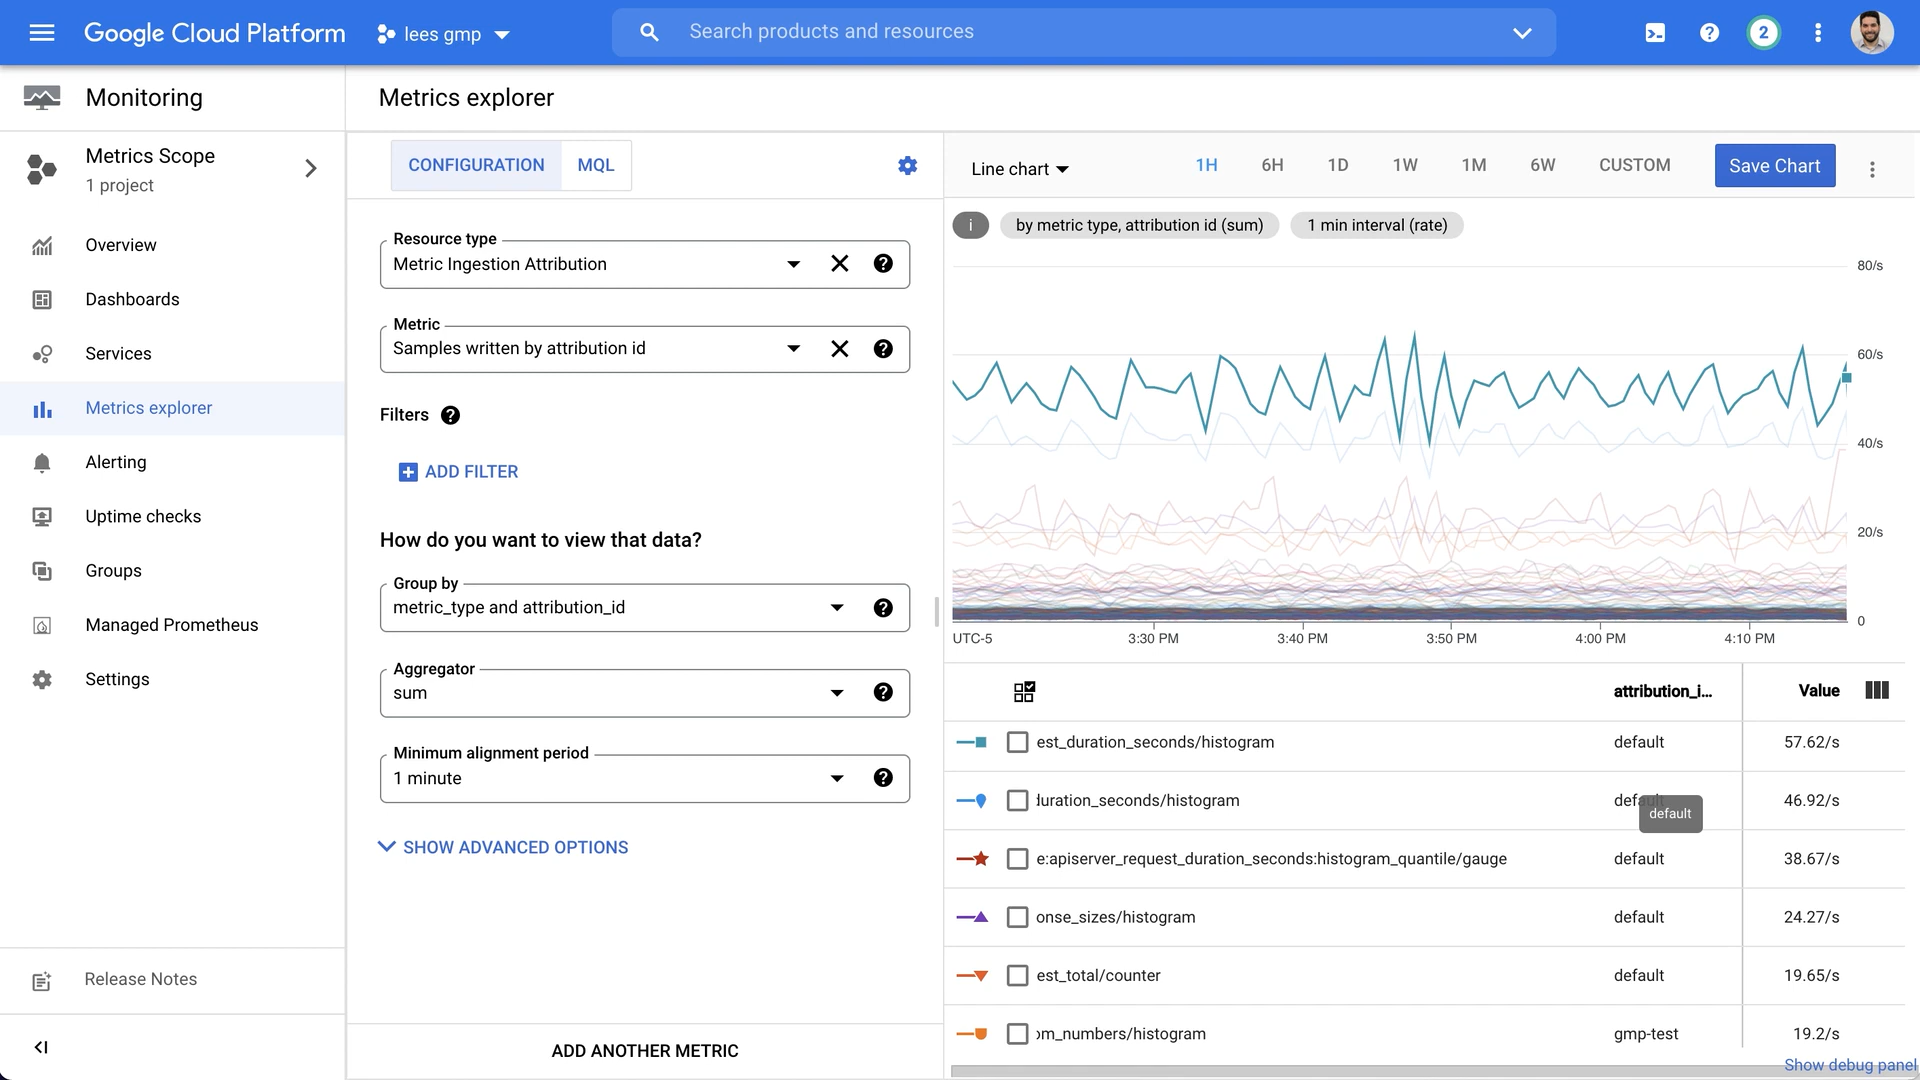 Google Cloud Platform
lees gmp
Search products and resources
2
Monitoring
Metrics explorer
Metrics Scope
1 project
Overview
Dashboards
Services
Metrics explorer
Alerting
Uptime checks
Groups
Managed Prometheus
Settings
Release Notes
CONFIGURATION
MQL
Resource type
Metric Ingestion Attribution
Metric
Samples written by attribution id
Filters
ADD FILTER
How do you want to view that data?
Group by
metric_type and attribution_id
Aggregator
sum
Minimum alignment period
1 minute
SHOW ADVANCED OPTIONS
ADD ANOTHER METRIC
Line chart
1H 6H 1D 1W 1M 6W CUSTOM
Save Chart
i by metric type, attribution id (sum) 1 min interval (rate)
80/s
60/s
40/s
20/s
0
UTC-5 3:30 PM 3:40 PM 3:50 PM 4:00 PM 4:10 PM
attribution_i... Value
est_duration_seconds/histogram default 57.62/s
duration_seconds/histogram default 46.92/s
default
e:apiserver_request_duration_seconds:histogram_quantile/gauge default 38.67/s
onse_sizes/histogram default 24.27/s
est_total/counter default 19.65/s
om_numbers/histogram gmp-test 19.2/s
Show debug panel